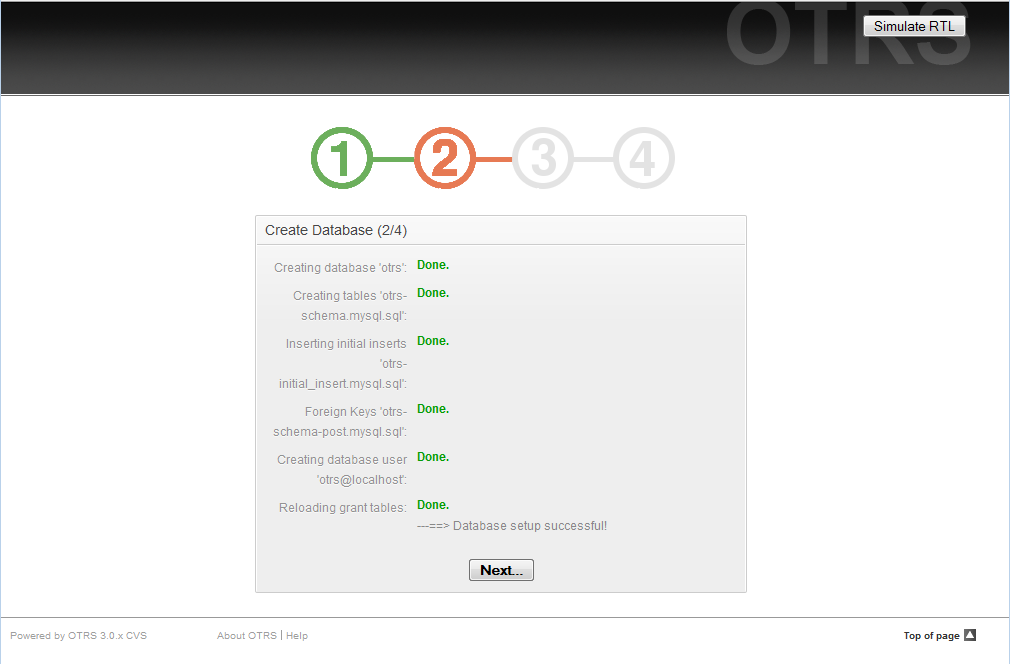 OTRS
Simulate RTL
1 2 3 4
Create Database (2/4)
Creating database 'otrs': Done.
Creating tables 'otrs- Done.
schema.mysql.sql':
Inserting initial inserts Done.
'otrs-
initial_insert.mysql.sql':
Foreign Keys 'otrs- Done.
schema-post.mysql.sql':
Creating database user Done.
'otrs@localhost':
Reloading grant tables: Done.
---==> Database setup successful!
Next...
Powered by OTRS 3.0.x CVS About OTRS | Help Top of page